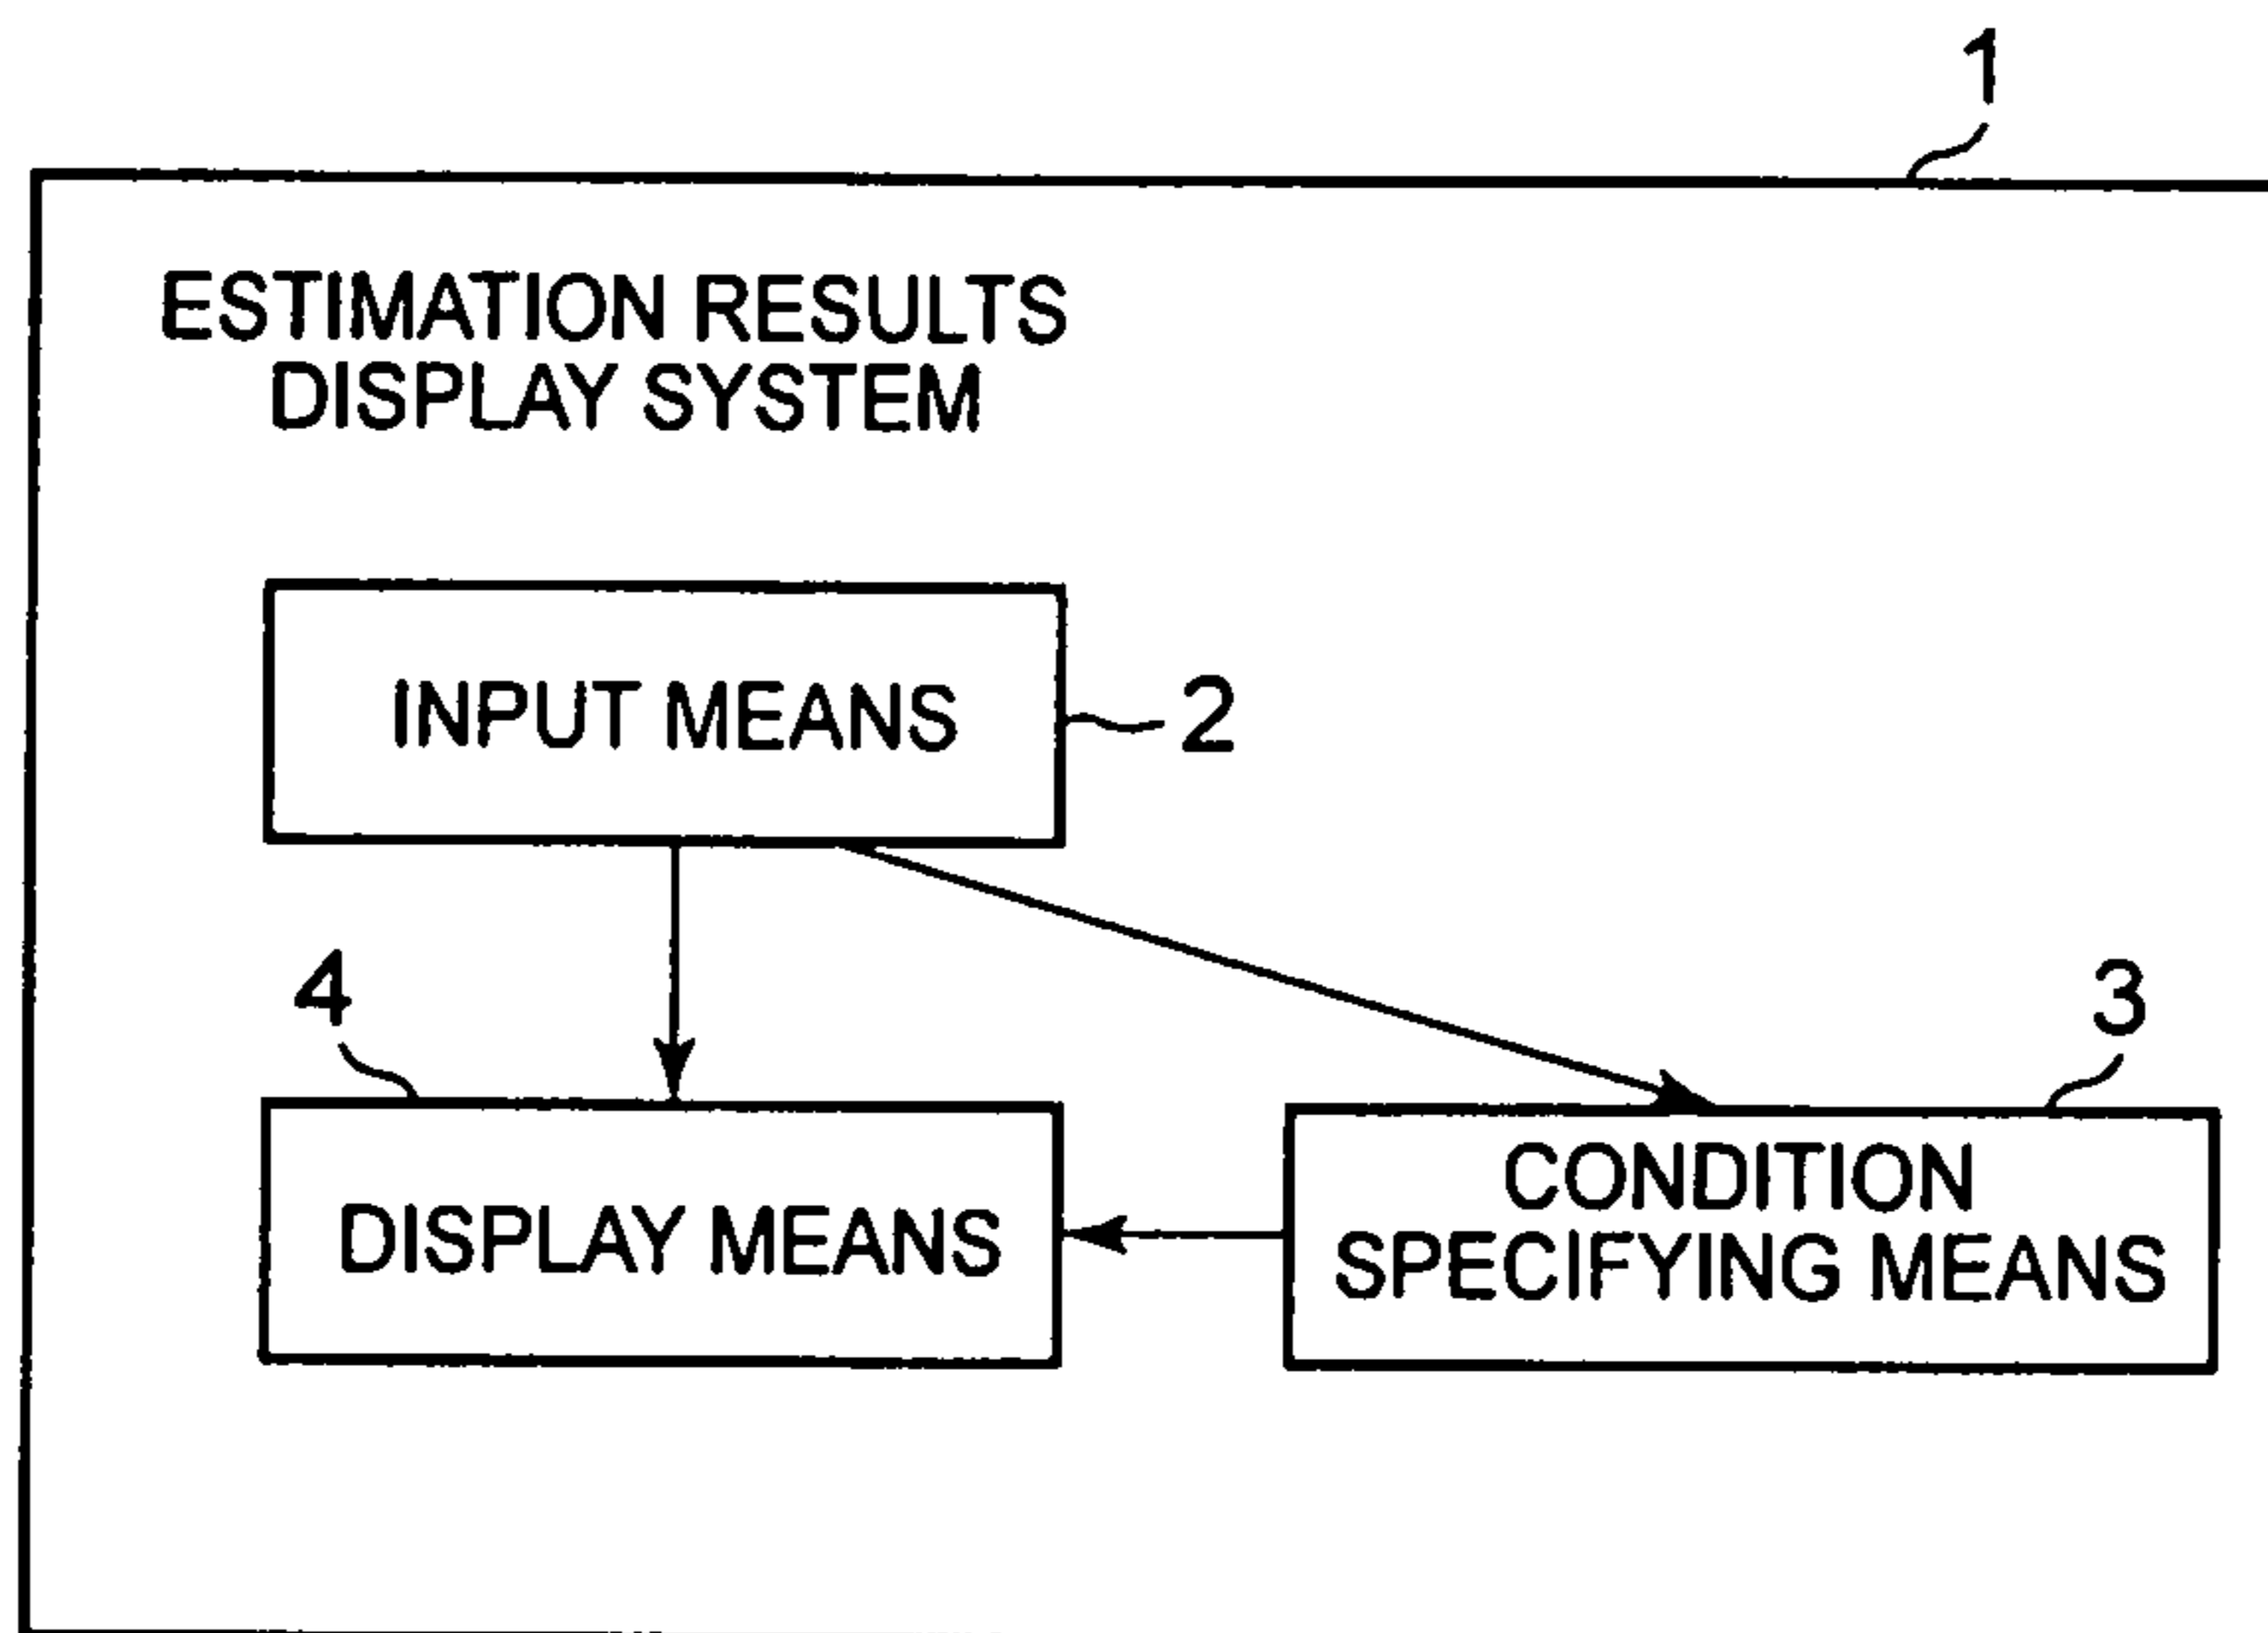 1
ESTIMATION RESULTS
DISPLAY SYSTEM
INPUT MEANS
2
4
3
DISPLAY MEANS
CONDITION
SPECIFYING MEANS